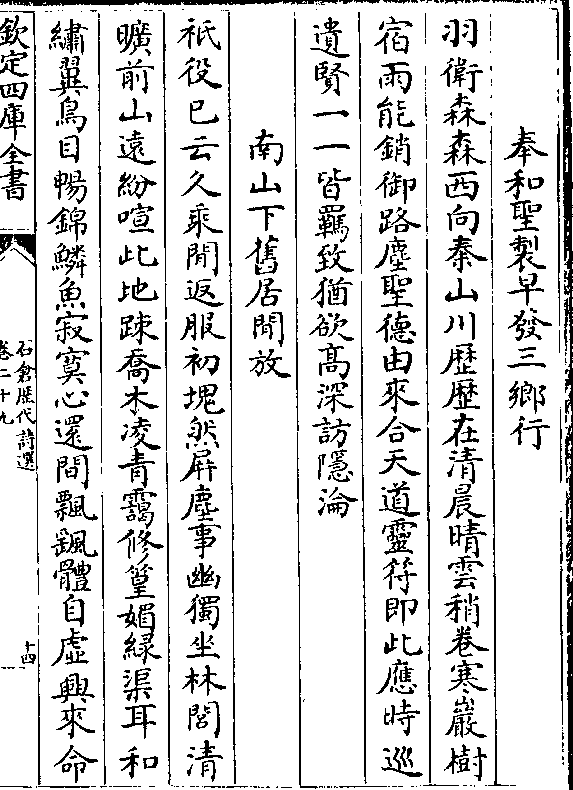 奉和聖製早發三鄉行
羽衛森森西向秦山川歴歴在清晨晴雲稍卷寒巖樹
宿雨能銷御路塵聖德由來合天道靈符即此應時巡
遺賢一一皆羈致猶欲髙深訪隱淪
南山下舊居閒放
祇役已云久乘閒返服初塊然屏塵事幽獨坐林閭清
曠前山遠紛喧此地踈喬木凌青靄修篁媚緑渠耳和
繡翼鳥目暢錦鱗魚寂寞心還間飄飖體自虛興來命
欽定四庫全書
石倉歴代詩選
卷二十九
十四